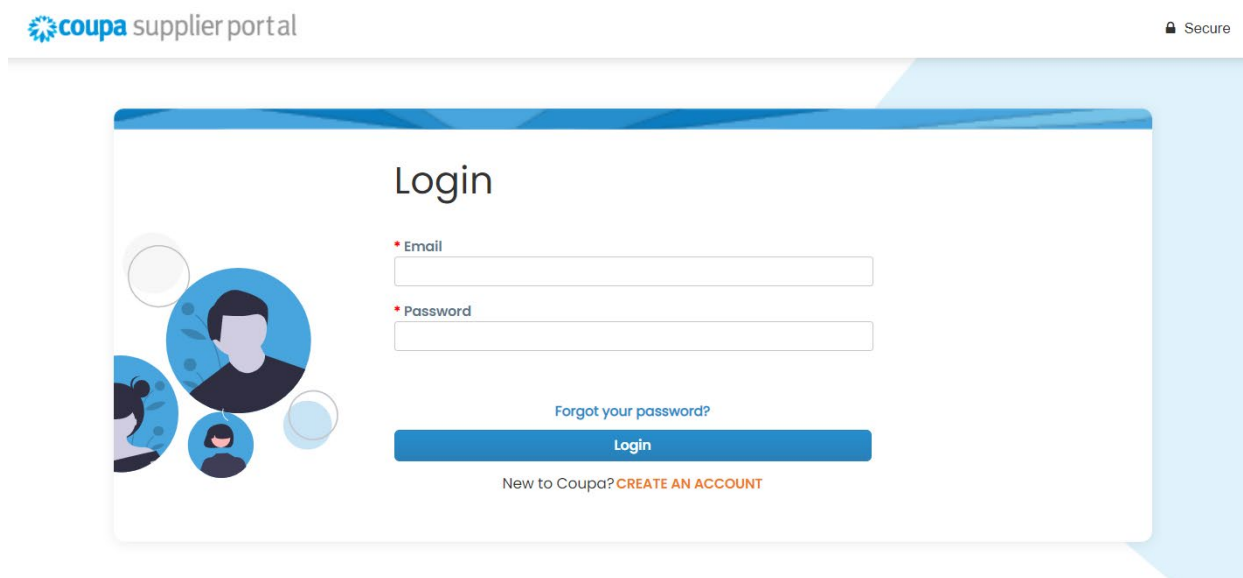 coupa supplier portal
Secure
Login
* Email
* Password
Forgot your password?
Login
New to Coupa? CREATE AN ACCOUNT